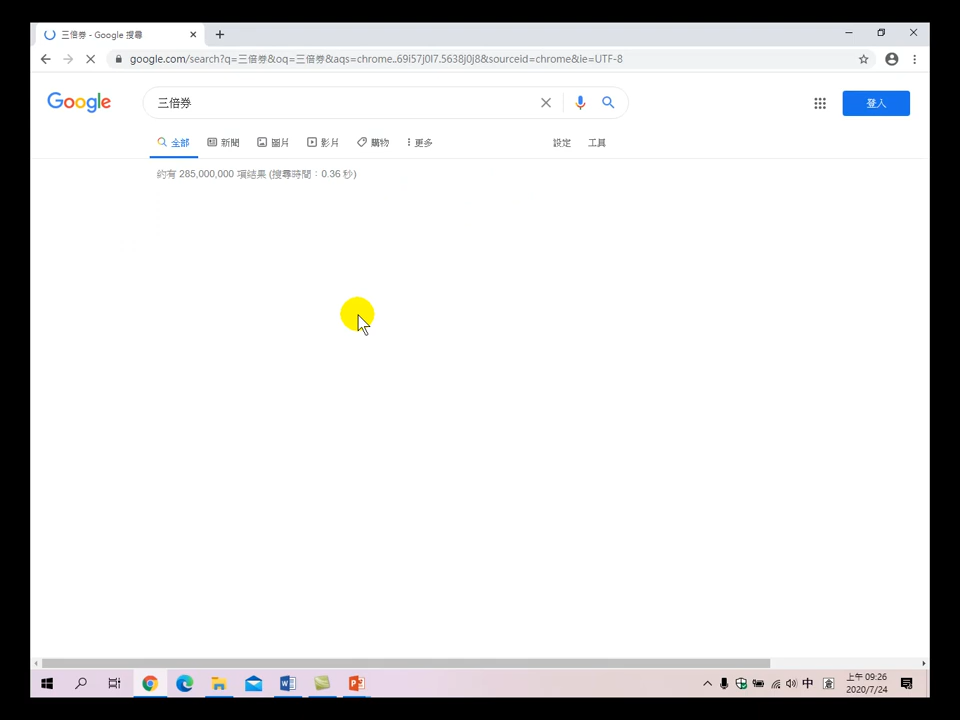 三倍券 - Google 搜尋
google.com/search?q=三倍券&oq=三倍券&aqs=chrome..69i57j0l7.5638j0j8&sourceid=chrome&ie=UTF-8
Google
三倍券
登入
全部 新聞 圖片 影片 購物 更多 設定 工具
約有 285,000,000 項結果 (搜尋時間：0.36 秒)
中
上午 09:26
2020/7/24